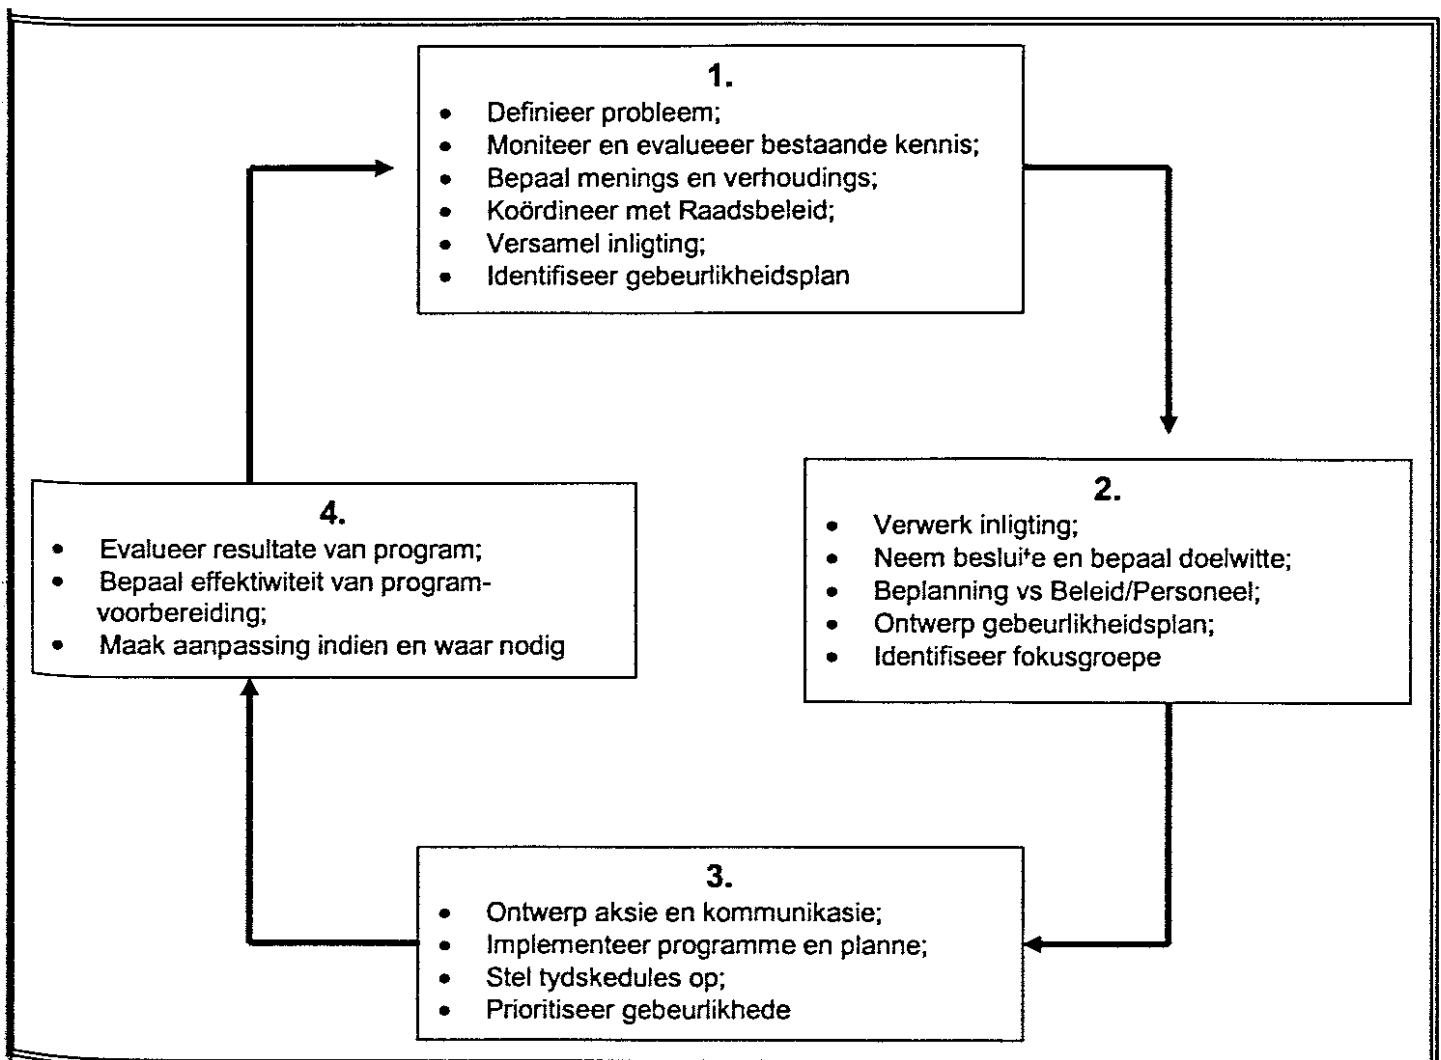 1.
• Definieer probleem;
• Moniteer en evalueeer bestaande kennis;
• Bepaal menings en verhoudings;
• Koördineer met Raadsbeleid;
• Versamel inligting;
• Identifiseer gebeurlikheidsplan
2.
• Verwerk inligting;
• Neem besluite en bepaal doelwitte;
• Beplanning vs Beleid/Personeel;
• Ontwerp gebeurlikheidsplan;
• Identifiseer fokusgroepe
3.
• Ontwerp aksie en kommunikasie;
• Implementeer programme en planne;
• Stel tydskedules op;
• Prioritiseer gebeurlikhede
4.
• Evalueer resultate van program;
• Bepaal effektiwiteit van program-
voorbereiding;
• Maak aanpassing indien en waar nodig